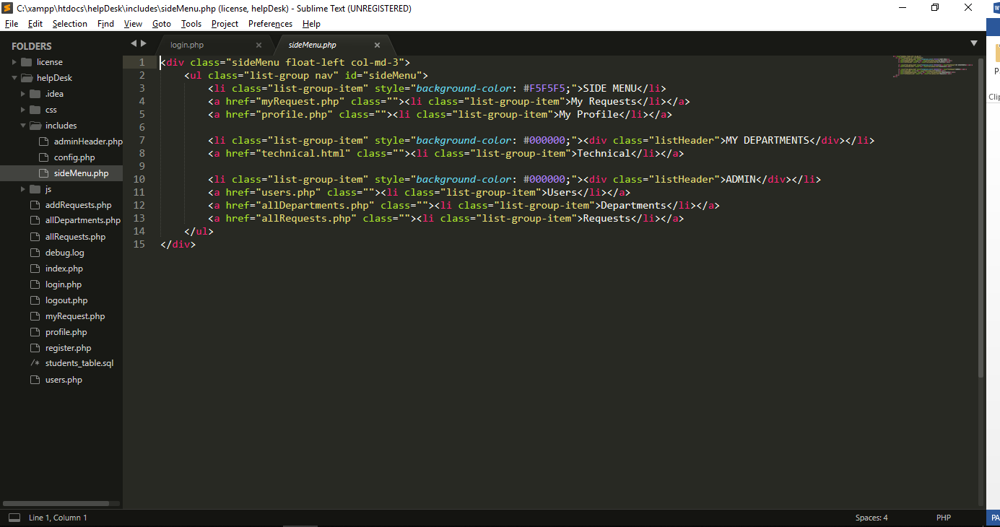 C:\xampp\htdocs\helpDesk\includes\sideMenu.php (license, helpDesk) - Sublime Text (UNREGISTERED)
File Edit Selection Find View Goto Tools Project Preferences Help
FOLDERS
license
helpDesk
.idea
css
includes
adminHeader.php
config.php
sideMenu.php
js
addRequests.php
allDepartments.php
allRequests.php
debug.log
index.php
login.php
logout.php
myRequest.php
profile.php
register.php
/* students_table.sql
users.php
login.php × sideMenu.php ×
1 <div class="sideMenu float-left col-md-3">
2 <ul class="list-group nav" id="sideMenu">
3 <li class="list-group-item" style="background-color: #F5F5F5;">SIDE MENU</li>
4 <a href="myRequest.php" class=""><li class="list-group-item">My Requests</li></a>
5 <a href="profile.php" class=""><li class="list-group-item">My Profile</li></a>
6
7 <li class="list-group-item" style="background-color: #000000;"><div class="listHeader">MY DEPARTMENTS</div></li>
8 <a href="technical.html" class=""><li class="list-group-item">Technical</li></a>
9
10 <li class="list-group-item" style="background-color: #000000;"><div class="listHeader">ADMIN</div></li>
11 <a href="users.php" class=""><li class="list-group-item">Users</li></a>
12 <a href="allDepartments.php" class=""><li class="list-group-item">Departments</li></a>
13 <a href="allRequests.php" class=""><li class="list-group-item">Requests</li></a>
14 </ul>
15 </div>
Line 1, Column 1
Spaces: 4
PHP
Clip
PA